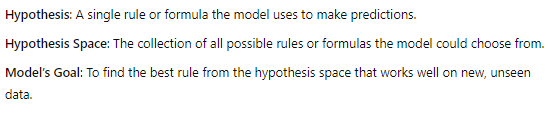 Hypothesis: A single rule or formula the model uses to make predictions.
Hypothesis Space: The collection of all possible rules or formulas the model could choose from.
Model's Goal: To find the best rule from the hypothesis space that works well on new, unseen
data.